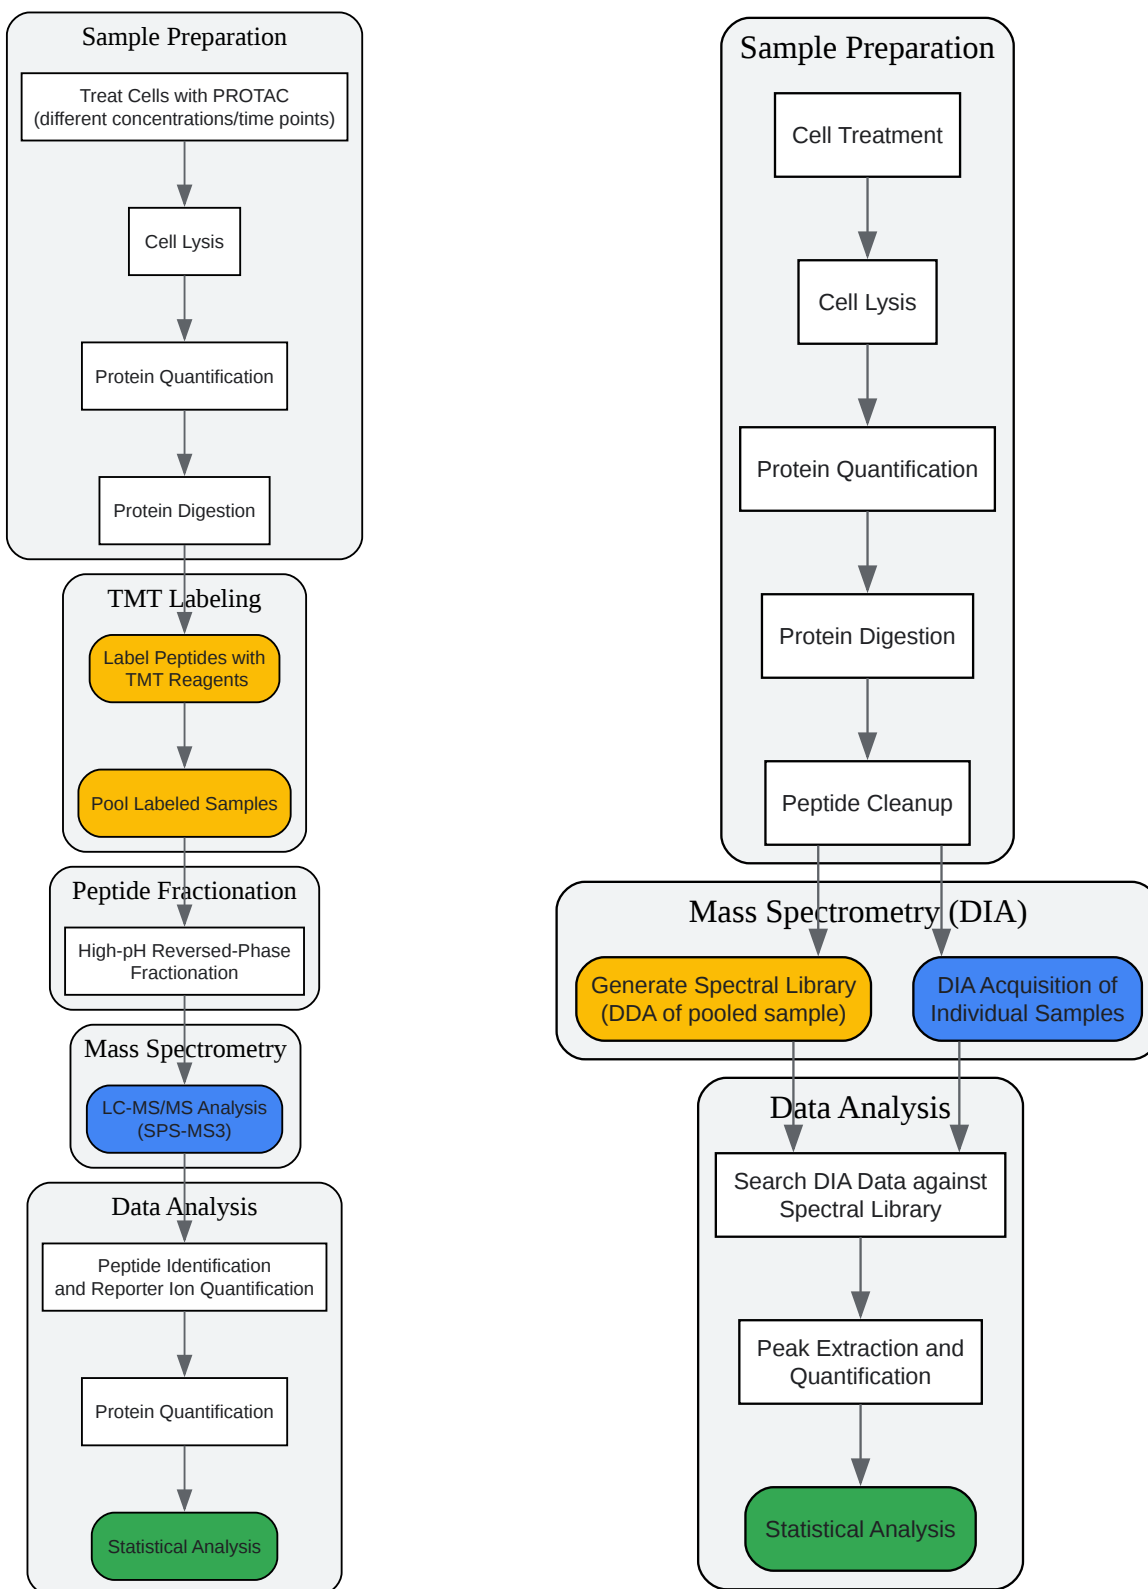 Sample Preparation
Treat Cells with PROTAC
(different concentrations/time points)
Cell Lysis
Protein Quantification
Protein Digestion
TMT Labeling
Label Peptides with
TMT Reagents
Pool Labeled Samples
Peptide Fractionation
High-pH Reversed-Phase
Fractionation
Mass Spectrometry
LC-MS/MS Analysis
(SPS-MS3)
Data Analysis
Peptide Identification
and Reporter Ion Quantification
Protein Quantification
Statistical Analysis
Sample Preparation
Cell Treatment
Cell Lysis
Protein Quantification
Protein Digestion
Peptide Cleanup
Mass Spectrometry (DIA)
Generate Spectral Library
(DDA of pooled sample)
DIA Acquisition of
Individual Samples
Data Analysis
Search DIA Data against
Spectral Library
Peak Extraction and
Quantification
Statistical Analysis